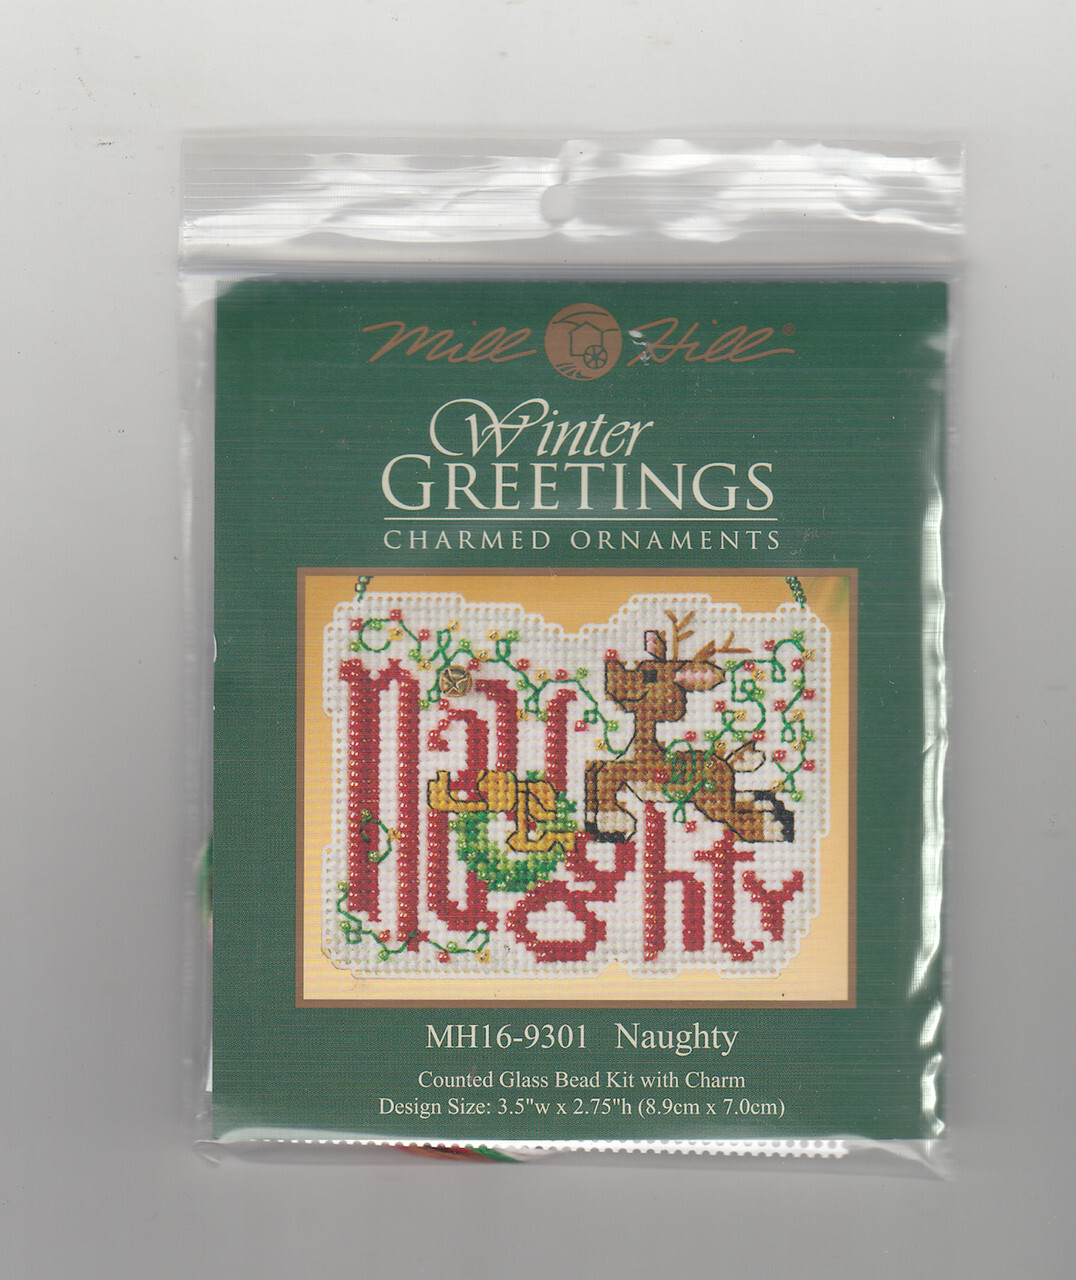 Mill Hill®
Winter
GREETINGS
CHARMED ORNAMENTS
Naughty
MH16-9301 Naughty
Counted Glass Bead Kit with Charm
Design Size: 3.5"w x 2.75"h (8.9cm x 7.0cm)